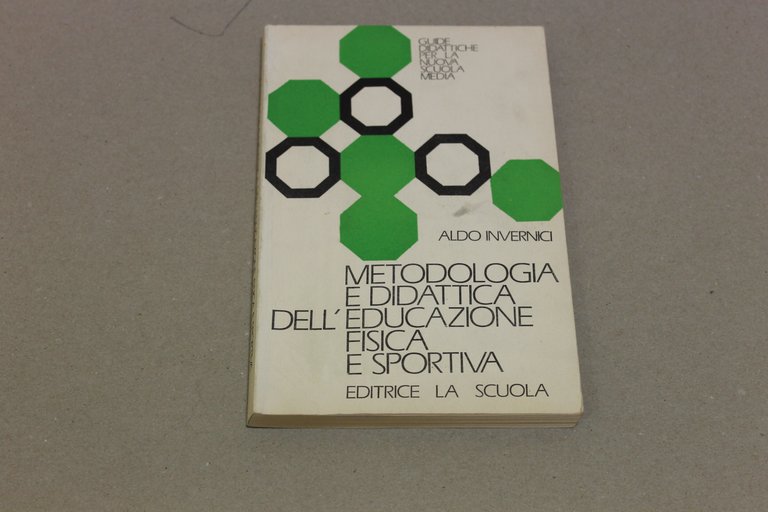 GUIDE
DIDATTICHE
PER LA
NUOVA
SCUOLA
MEDIA
ALDO INVERNICI
METODOLOGIA
E DIDATTICA
DELL'EDUCAZIONE
FISICA
E SPORTIVA
EDITRICE LA SCUOLA